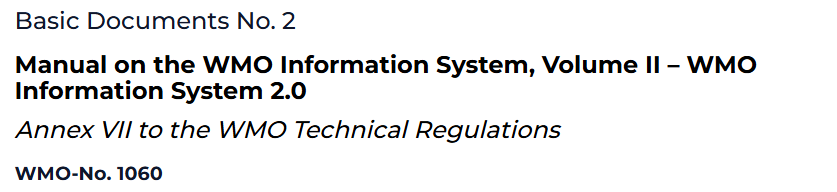 Basic Documents No. 2
Manual on the WMO Information System, Volume II – WMO
Information System 2.0
Annex VII to the WMO Technical Regulations
WMO-No. 1060